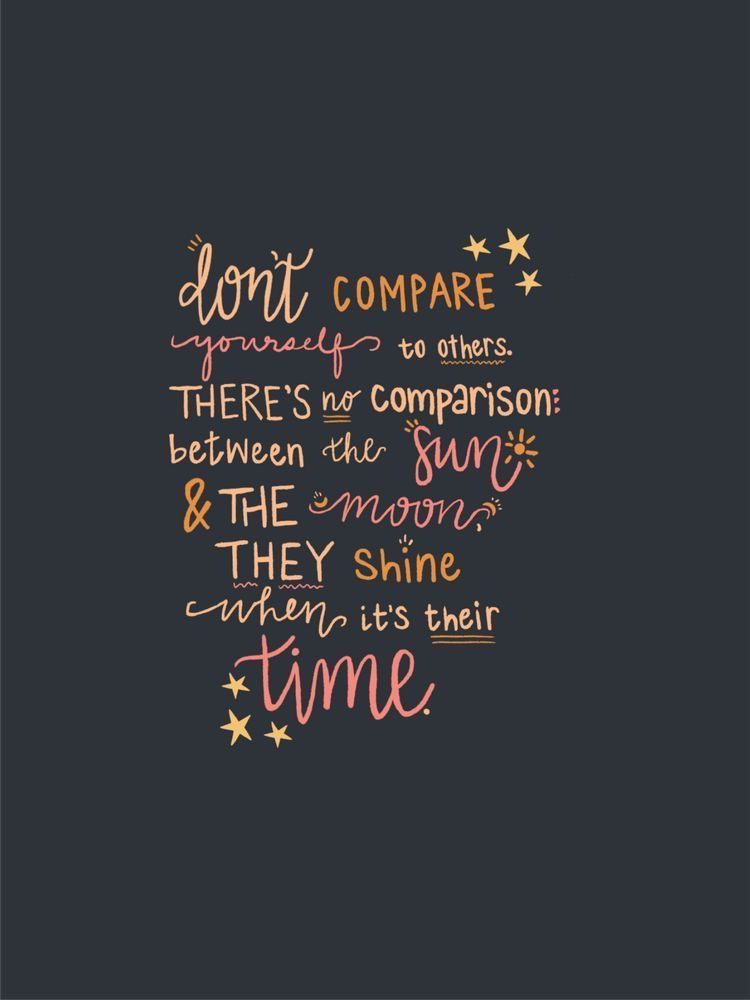 don't COMPARE
yourself to others.
THERE'S no comparison
between the sun
& THE moon,
THEY shine
when it's their
time.